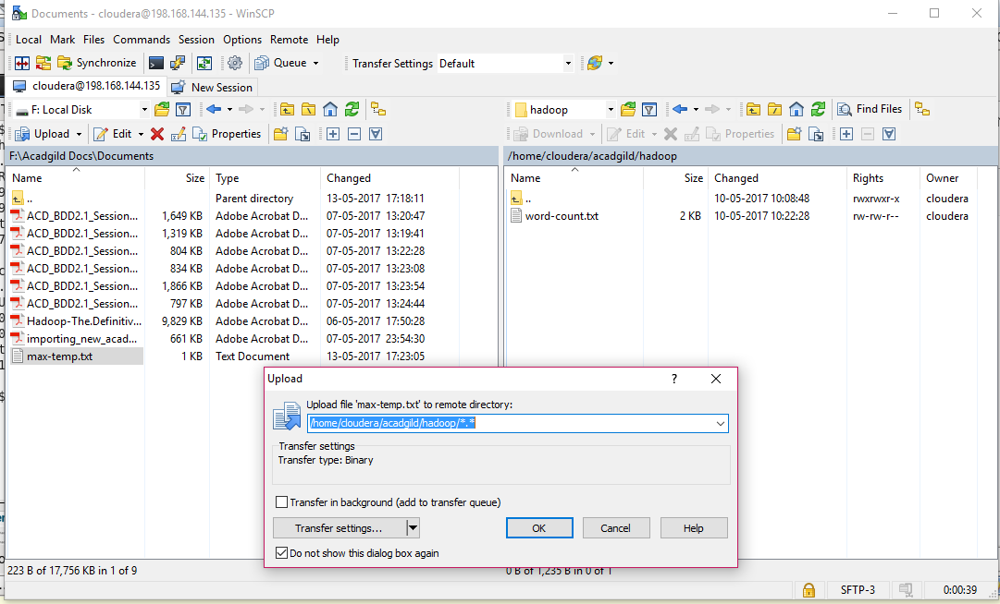 Documents - cloudera@198.168.144.135 - WinSCP
Local Mark Files Commands Session Options Remote Help
Synchronize Queue Transfer Settings Default
cloudera@198.168.144.135 New Session
F: Local Disk hadoop Find Files
Upload Edit Properties Download Edit Properties
F:\Acadgild Docs\Documents /home/cloudera/acadgild/hadoop
Name Size Type Changed Name Size Changed Rights Owner
.. Parent directory 13-05-2017 17:18:11 .. 10-05-2017 10:08:48 rwxrwxr-x cloudera
ACD_BDD2.1_Session... 1,649 KB Adobe Acrobat D... 07-05-2017 13:20:47 word-count.txt 2 KB 10-05-2017 10:22:28 rw-rw-r-- cloudera
ACD_BDD2.1_Session... 1,319 KB Adobe Acrobat D... 07-05-2017 13:19:41
ACD_BDD2.1_Session... 804 KB Adobe Acrobat D... 07-05-2017 13:22:28
ACD_BDD2.1_Session... 834 KB Adobe Acrobat D... 07-05-2017 13:23:08
ACD_BDD2.1_Session... 1,866 KB Adobe Acrobat D... 07-05-2017 13:23:54
ACD_BDD2.1_Session... 797 KB Adobe Acrobat D... 07-05-2017 13:24:44
Hadoop-The.Definitiv... 9,829 KB Adobe Acrobat D... 06-05-2017 17:50:28
importing_new_acad... 661 KB Adobe Acrobat D... 07-05-2017 23:54:30
max-temp.txt 1 KB Text Document 13-05-2017 17:23:05
Upload ?
Upload file 'max-temp.txt' to remote directory:
/home/cloudera/acadgild/hadoop/*.*
Transfer settings
Transfer type: Binary
Transfer in background (add to transfer queue)
Transfer settings... OK Cancel Help
Do not show this dialog box again
223 B of 17,756 KB in 1 of 9 0 B of 1,235 B in 0 of 1
SFTP-3 0:00:39